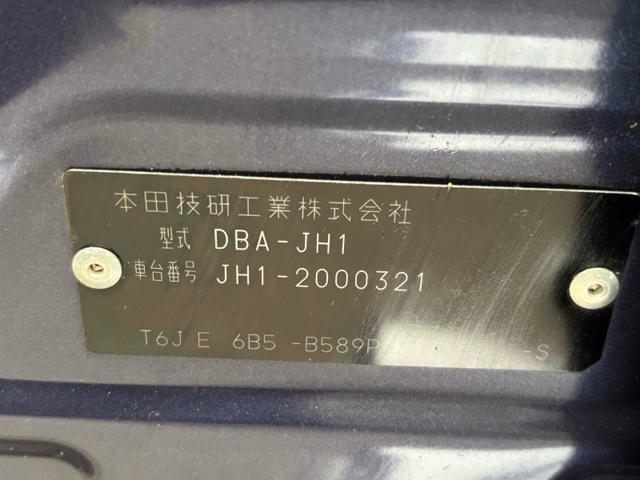 本田技研工業株式会社
型式 DBA-JH1
車台番号 JH1-2000321
T6J E 6B5 -B589P -S